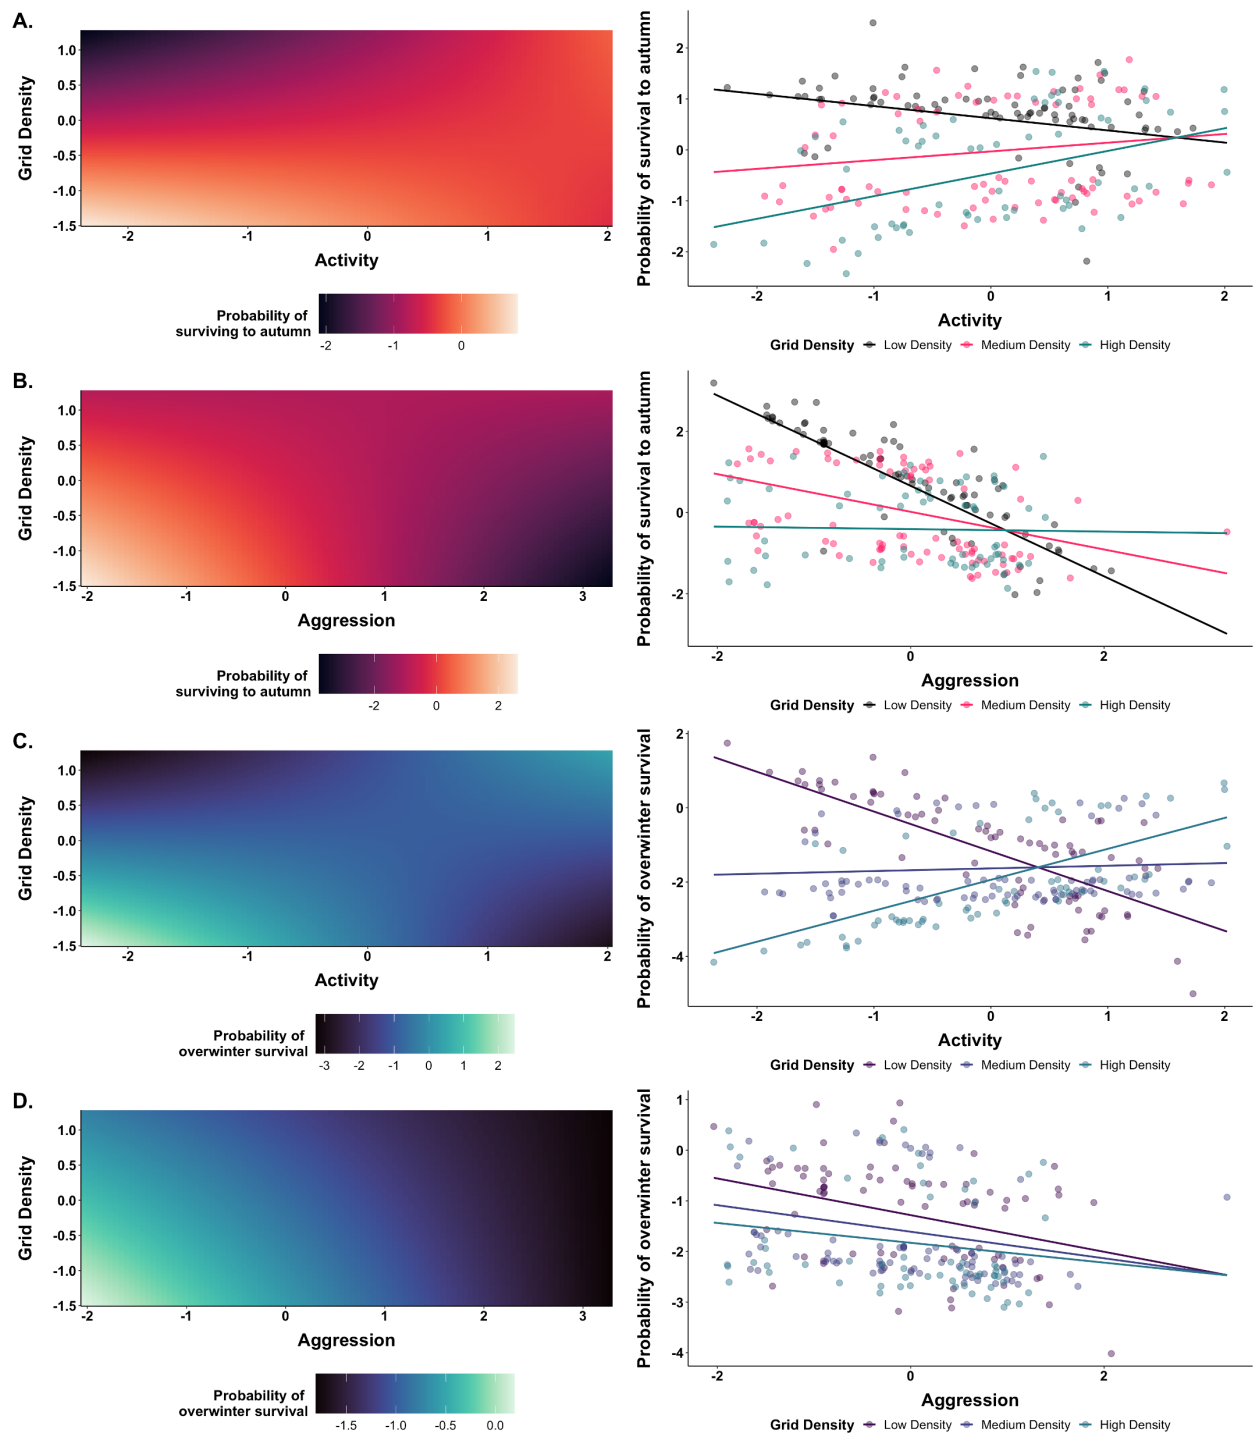 A.
Grid Density
1.0
0.5
0.0
-0.5
-1.0
-1.5
-2 -1 0 1 2
Activity
Probability of
surviving to autumn
-2 -1 0
Probability of survival to autumn
2
1
0
-1
-2
-2 -1 0 1 2
Activity
Grid Density Low Density Medium Density High Density
B.
Grid Density
1.0
0.5
0.0
-0.5
-1.0
-1.5
-2 -1 0 1 2 3
Aggression
Probability of
surviving to autumn
-2 0 2
Probability of survival to autumn
2
0
-2
-2 0 2
Aggression
Grid Density Low Density Medium Density High Density
C.
Grid Density
1.0
0.5
0.0
-0.5
-1.0
-1.5
-2 -1 0 1 2
Activity
Probability of
overwinter survival
-3 -2 -1 0 1 2
Probability of overwinter survival
2
0
-2
-4
-2 -1 0 1 2
Activity
Grid Density Low Density Medium Density High Density
D.
Grid Density
1.0
0.5
0.0
-0.5
-1.0
-1.5
-2 -1 0 1 2 3
Aggression
Probability of
overwinter survival
-1.5 -1.0 -0.5 0.0
Probability of overwinter survival
1
0
-1
-2
-3
-4
-2 0 2
Aggression
Grid Density Low Density Medium Density High Density